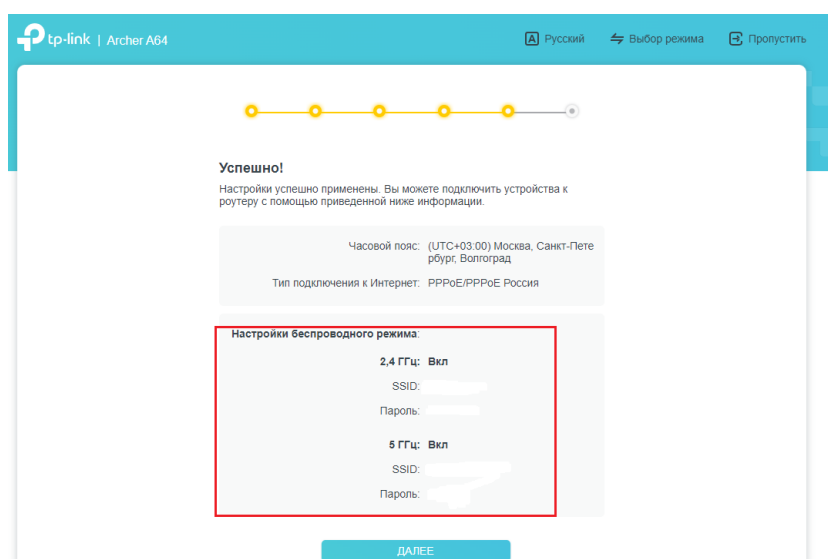 tp-link | Archer A64
A Русский
Выбор режима
Пропустить
Успешно!
Настройки успешно применены. Вы можете подключить устройства к
роутеру с помощью приведенной ниже информации.
Часовой пояс: (UTC+03:00) Москва, Санкт-Пете
рбург, Волгоград
Тип подключения к Интернет: PPPoE/PPPoE Россия
Настройки беспроводного режима:
2,4 ГГц: Вкл
SSID:
Пароль:
5 ГГц: Вкл
SSID:
Пароль:
ДАЛЕЕ